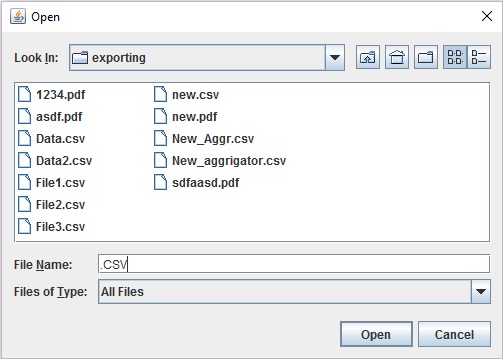 Open
Look In: exporting
1234.pdf
asdf.pdf
Data.csv
Data2.csv
File1.csv
File2.csv
File3.csv
new.csv
new.pdf
New_Aggr.csv
New_aggrigator.csv
sdfaasd.pdf
File Name: .CSV
Files of Type: All Files
Open Cancel